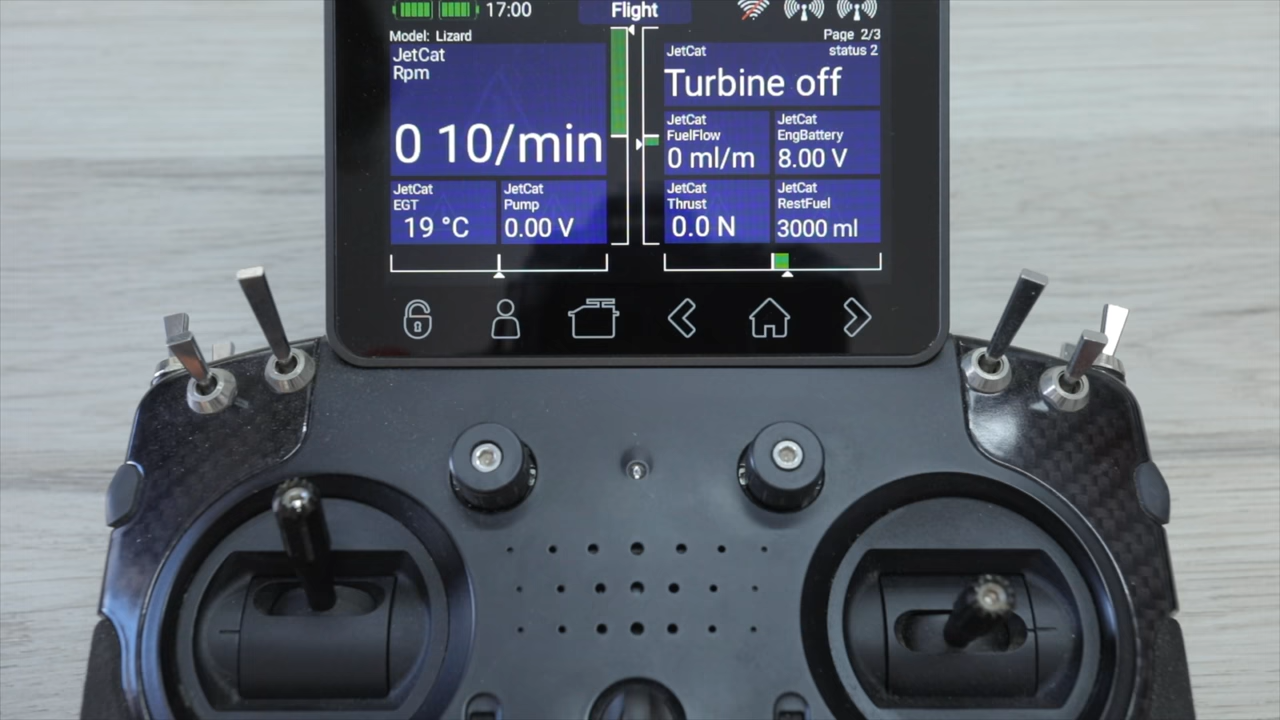 17:00
Flight
Model: Lizard
Page 2/3
JetCat
Rpm
0 10/min
JetCat
EGT
19 °C
JetCat
Pump
0.00 V
JetCat
status 2
Turbine off
JetCat
FuelFlow
0 ml/m
JetCat
EngBattery
8.00 V
JetCat
Thrust
0.0 N
JetCat
RestFuel
3000 ml